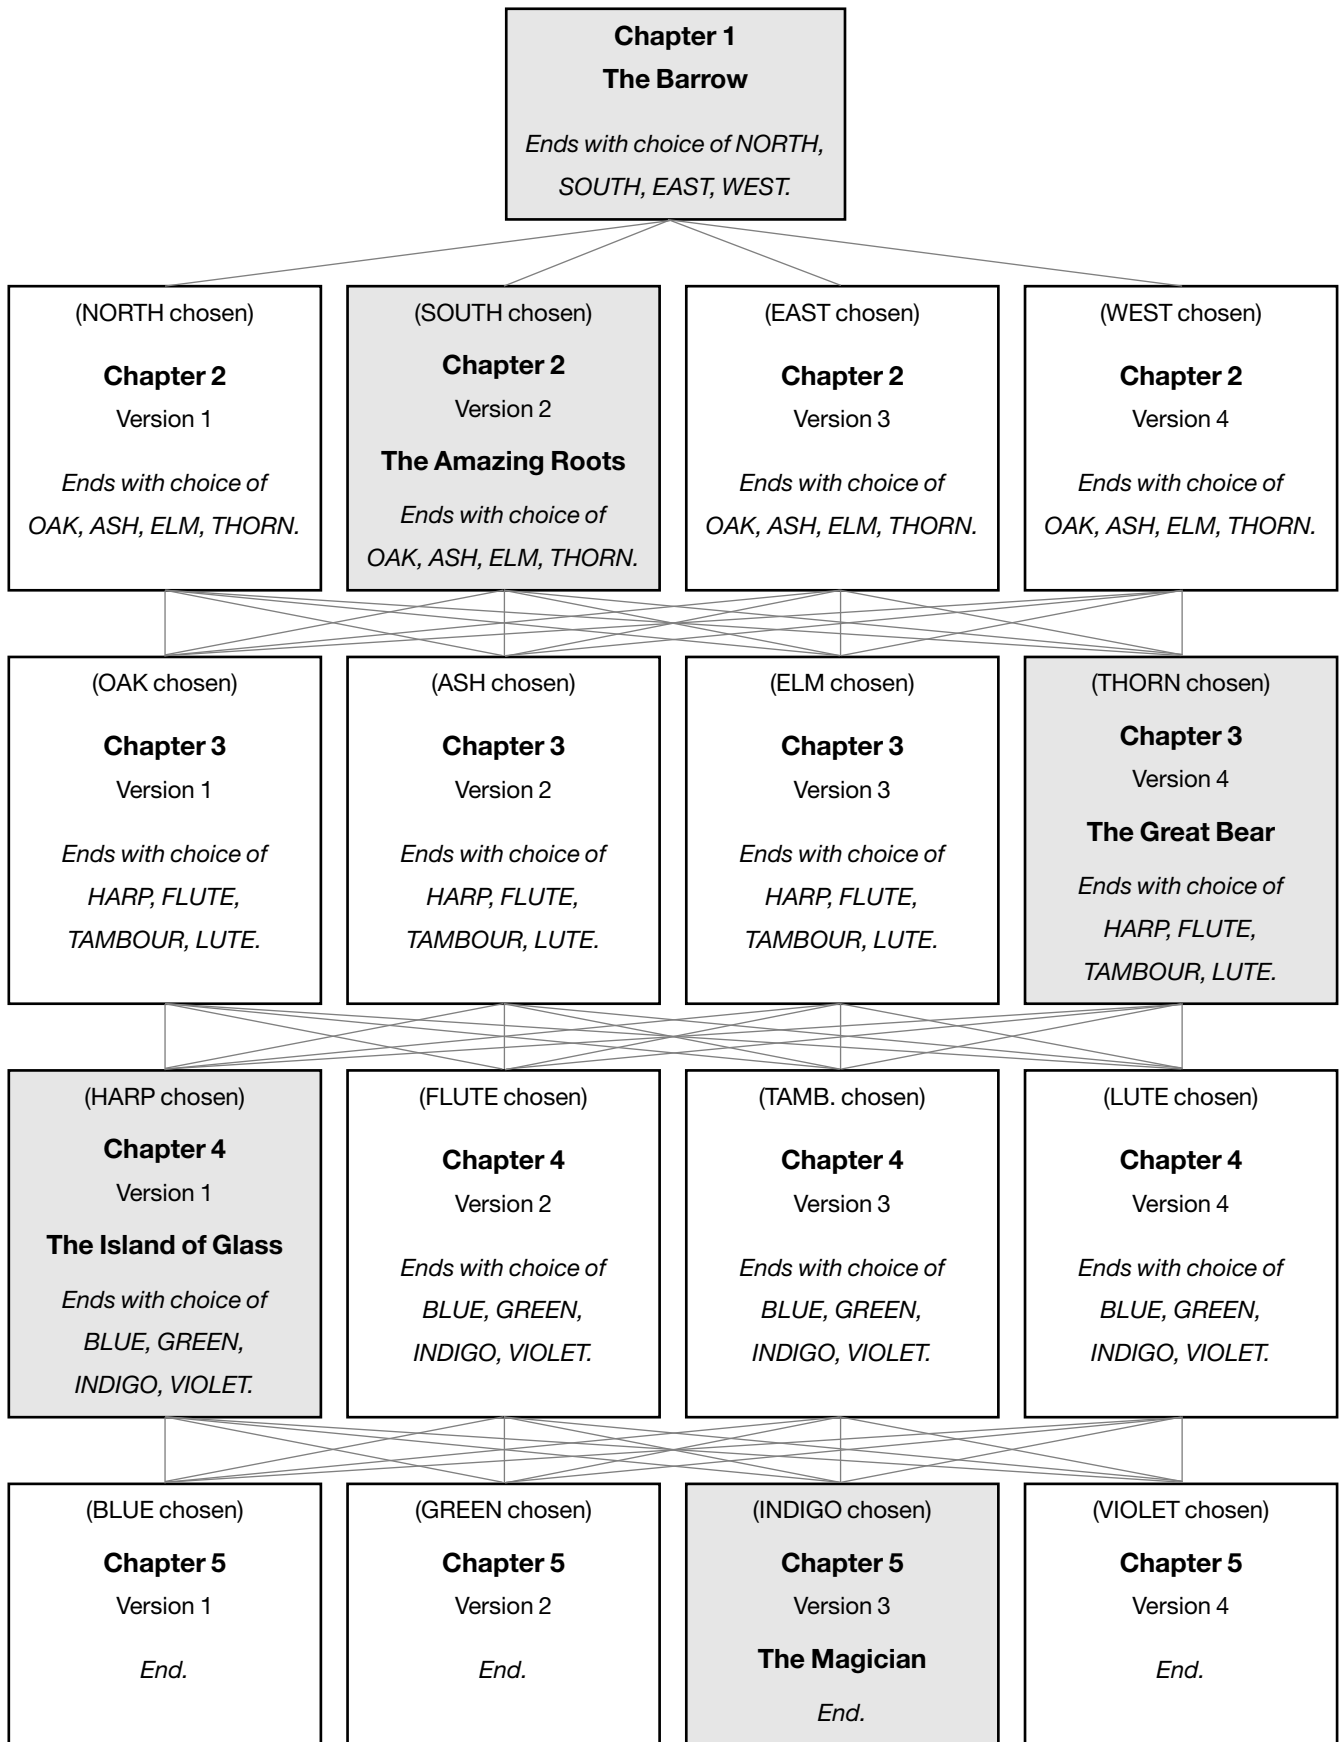 Chapter 1
The Barrow
Ends with choice of NORTH,
SOUTH, EAST, WEST.
(NORTH chosen)
Chapter 2
Version 1
Ends with choice of
OAK, ASH, ELM, THORN.
(SOUTH chosen)
Chapter 2
Version 2
The Amazing Roots
Ends with choice of
OAK, ASH, ELM, THORN.
(EAST chosen)
Chapter 2
Version 3
Ends with choice of
OAK, ASH, ELM, THORN.
(WEST chosen)
Chapter 2
Version 4
Ends with choice of
OAK, ASH, ELM, THORN.
(OAK chosen)
Chapter 3
Version 1
Ends with choice of
HARP, FLUTE,
TAMBOUR, LUTE.
(ASH chosen)
Chapter 3
Version 2
Ends with choice of
HARP, FLUTE,
TAMBOUR, LUTE.
(ELM chosen)
Chapter 3
Version 3
Ends with choice of
HARP, FLUTE,
TAMBOUR, LUTE.
(THORN chosen)
Chapter 3
Version 4
The Great Bear
Ends with choice of
HARP, FLUTE,
TAMBOUR, LUTE.
(HARP chosen)
Chapter 4
Version 1
The Island of Glass
Ends with choice of
BLUE, GREEN,
INDIGO, VIOLET.
(FLUTE chosen)
Chapter 4
Version 2
Ends with choice of
BLUE, GREEN,
INDIGO, VIOLET.
(TAMB. chosen)
Chapter 4
Version 3
Ends with choice of
BLUE, GREEN,
INDIGO, VIOLET.
(LUTE chosen)
Chapter 4
Version 4
Ends with choice of
BLUE, GREEN,
INDIGO, VIOLET.
(BLUE chosen)
Chapter 5
Version 1
End.
(GREEN chosen)
Chapter 5
Version 2
End.
(INDIGO chosen)
Chapter 5
Version 3
The Magician
End.
(VIOLET chosen)
Chapter 5
Version 4
End.